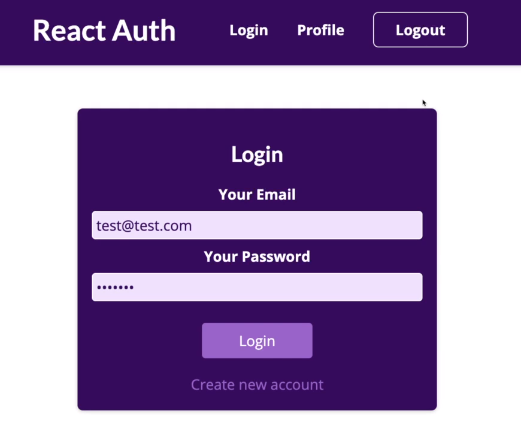 React Auth Login Profile Logout
Login
Your Email
test@test.com
Your Password
•••••••
Login
Create new account